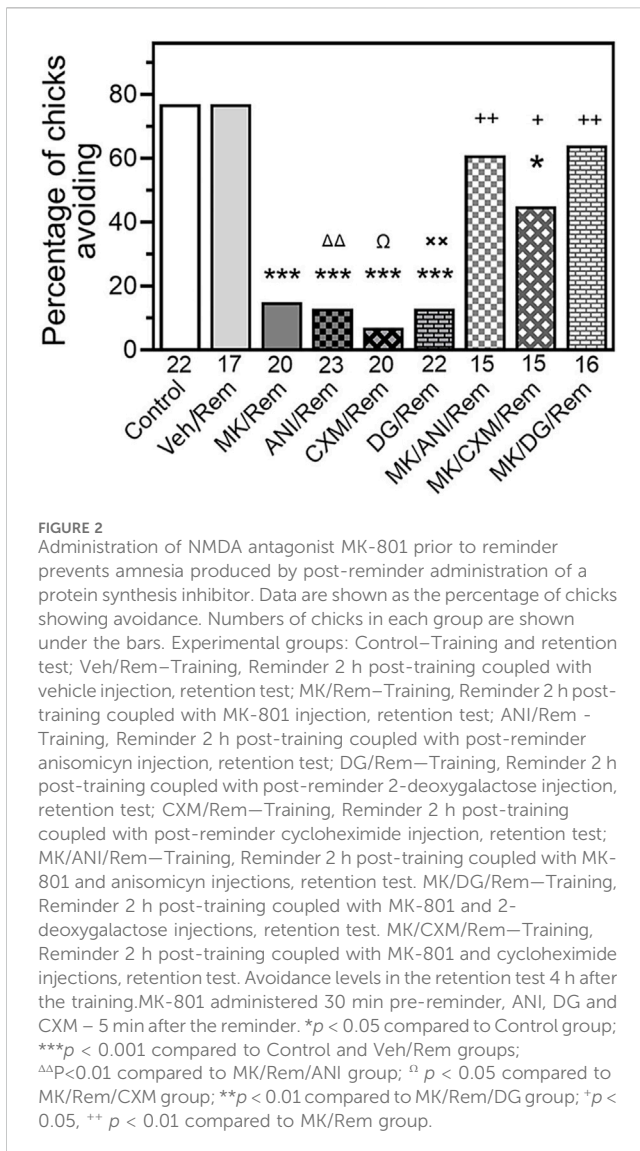 Percentage of chicks
avoiding
80
60
40
20
0
***
ΔΔ
***
Ω
***
××
***
++
+
*
++
22 17 20 23 20 22 15 15 16
Control
Veh/Rem
MK/Rem
ANI/Rem
CXM/Rem
DG/Rem
MK/ANI/Rem
MK/CXM/Rem
MK/DG/Rem
FIGURE 2
Administration of NMDA antagonist MK-801 prior to reminder
prevents amnesia produced by post-reminder administration of a
protein synthesis inhibitor. Data are shown as the percentage of chicks
showing avoidance. Numbers of chicks in each group are shown
under the bars. Experimental groups: Control–Training and retention
test; Veh/Rem–Training, Reminder 2 h post-training coupled with
vehicle injection, retention test; MK/Rem–Training, Reminder 2 h post-
training coupled with MK-801 injection, retention test; ANI/Rem -
Training, Reminder 2 h post-training coupled with post-reminder
anisomicyn injection, retention test; DG/Rem—Training, Reminder 2 h
post-training coupled with post-reminder 2-deoxygalactose injection,
retention test; CXM/Rem—Training, Reminder 2 h post-training
coupled with post-reminder cycloheximide injection, retention test;
MK/ANI/Rem—Training, Reminder 2 h post-training coupled with MK-
801 and anisomicyn injections, retention test. MK/DG/Rem—Training,
Reminder 2 h post-training coupled with MK-801 and 2-
deoxygalactose injections, retention test. MK/CXM/Rem—Training,
Reminder 2 h post-training coupled with MK-801 and cycloheximide
injections, retention test. Avoidance levels in the retention test 4 h after
the training.MK-801 administered 30 min pre-reminder, ANI, DG and
CXM – 5 min after the reminder. *p < 0.05 compared to Control group;
***p < 0.001 compared to Control and Veh/Rem groups;
ΔΔP<0.01 compared to MK/Rem/ANI group; Ω p < 0.05 compared to
MK/Rem/CXM group; **p < 0.01 compared to MK/Rem/DG group; +p <
0.05, ++ p < 0.01 compared to MK/Rem group.